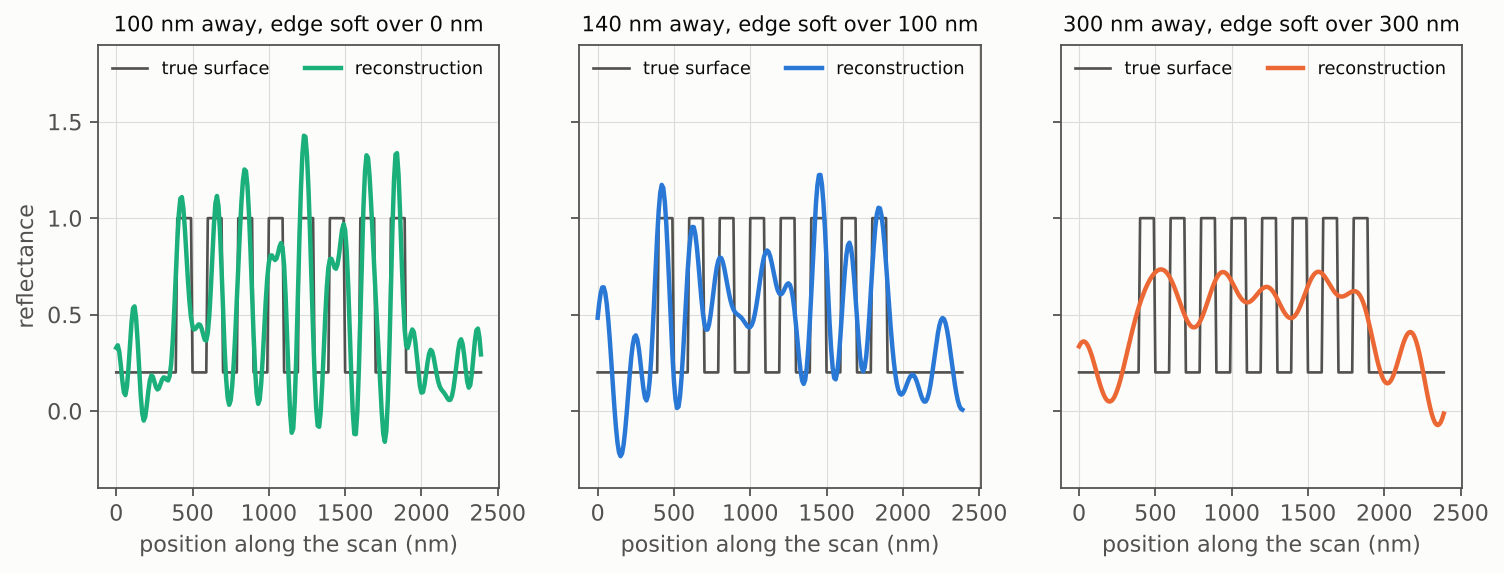 100 nm away, edge soft over 0 nm
140 nm away, edge soft over 100 nm
300 nm away, edge soft over 300 nm
true surface reconstruction
true surface reconstruction
true surface reconstruction
1.5
1.0
0.5
0.0
reflectance
0 500 1000 1500 2000 2500
0 500 1000 1500 2000 2500
0 500 1000 1500 2000 2500
position along the scan (nm)
position along the scan (nm)
position along the scan (nm)